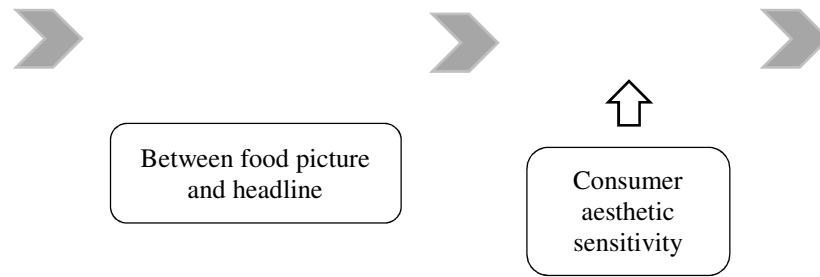 Between food picture
and headline
Consumer
aesthetic
sensitivity